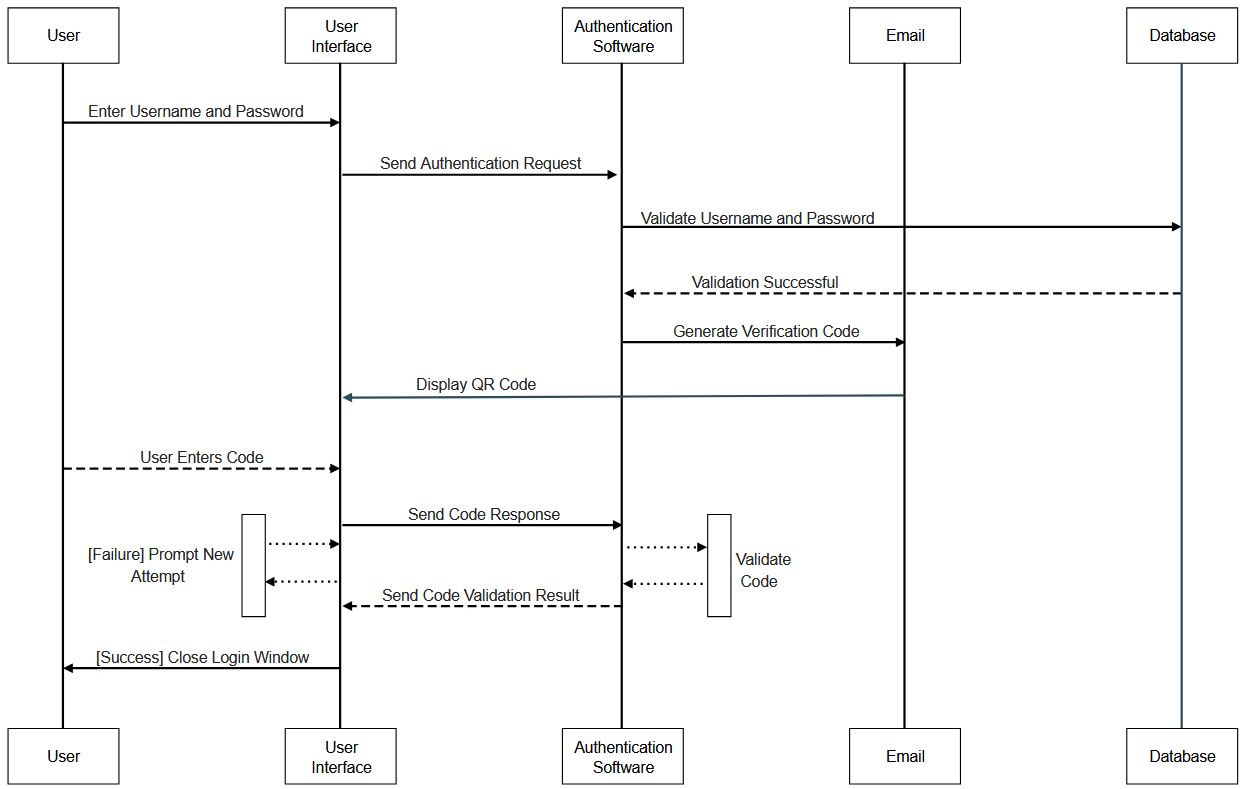 User
User
Interface
Authentication
Software
Email
Database
Enter Username and Password
Send Authentication Request
Validate Username and Password
Validation Successful
Generate Verification Code
Display QR Code
User Enters Code
Send Code Response
[Failure] Prompt New
Attempt
Validate
Code
Send Code Validation Result
[Success] Close Login Window
User
User
Interface
Authentication
Software
Email
Database